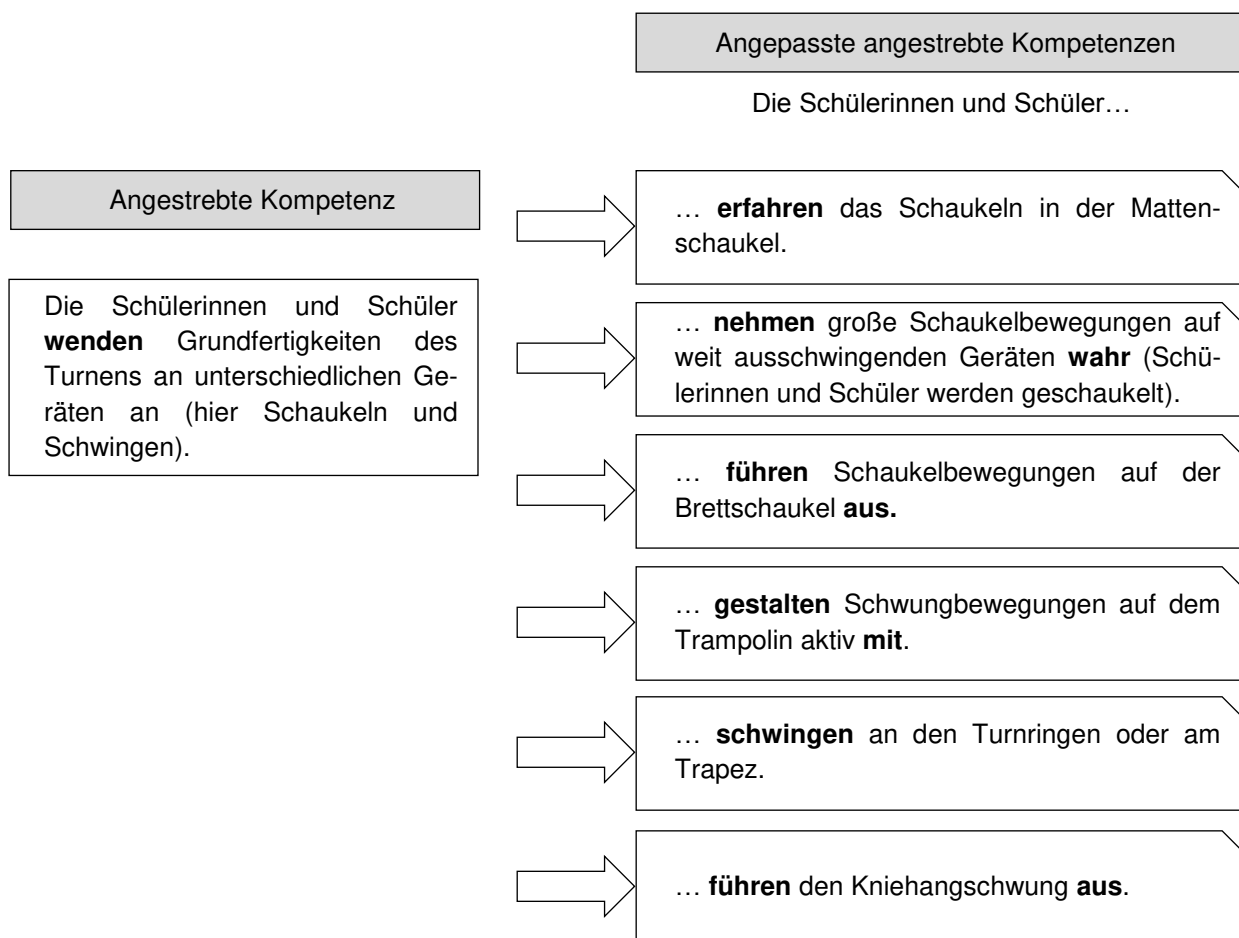 Angepasste angestrebte Kompetenzen
Die Schülerinnen und Schüler…
Angestrebte Kompetenz
Die Schülerinnen und Schüler
wenden Grundfertigkeiten des
Turnens an unterschiedlichen Ge-
räten an (hier Schaukeln und
Schwingen).
… erfahren das Schaukeln in der Matten-
schaukel.
… nehmen große Schaukelbewegungen auf
weit ausschwingenden Geräten wahr (Schü-
lerinnen und Schüler werden geschaukelt).
… führen Schaukelbewegungen auf der
Brettschaukel aus.
… gestalten Schwungbewegungen auf dem
Trampolin aktiv mit.
… schwingen an den Turnringen oder am
Trapez.
… führen den Kniehangschwung aus.